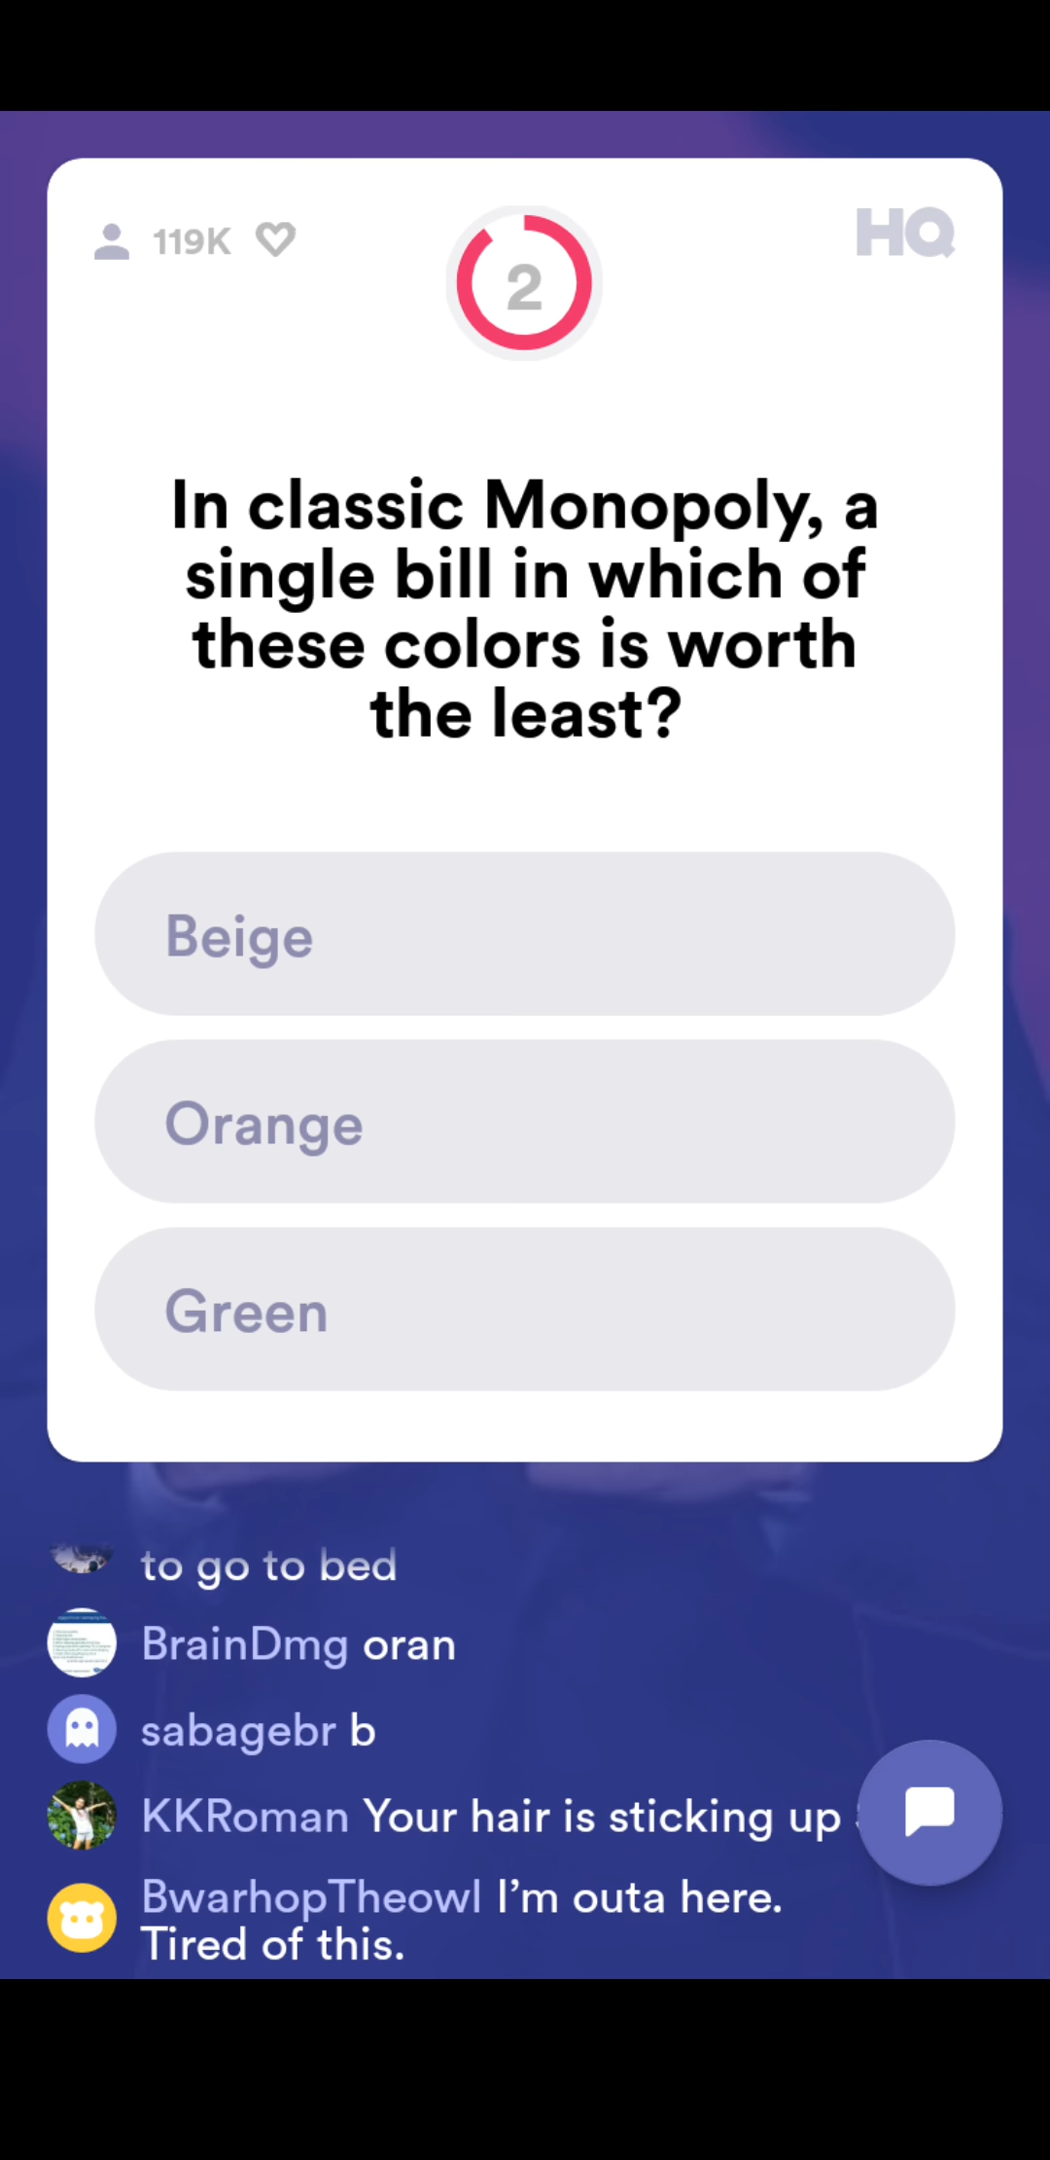 119K
2
HQ
In classic Monopoly, a
single bill in which of
these colors is worth
the least?
Beige
Orange
Green
to go to bed
BrainDmg oran
sabagebr b
KKRoman Your hair is sticking up
BwarhopTheowl I’m outa here.
Tired of this.